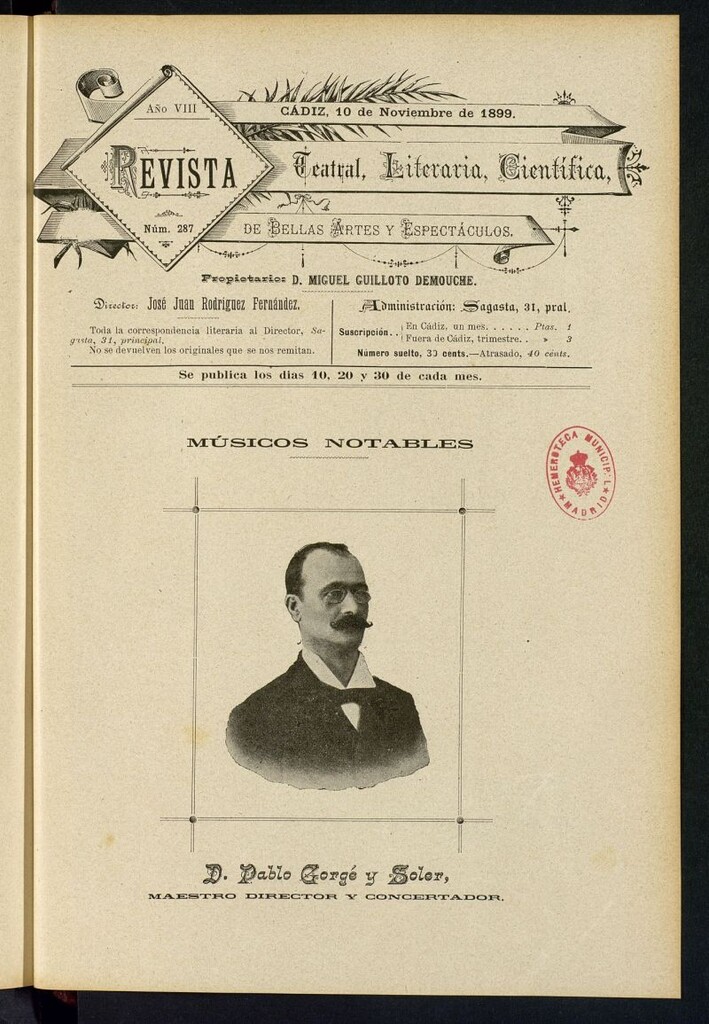 Año VIII
CÁDIZ, 10 de Noviembre de 1899.
REVISTA
Teatral, Literaria, Científica,
Núm. 287
DE BELLAS ARTES Y ESPECTÁCULOS.
Propietario: D. MIGUEL GUILLOTO DEMOUCHE.
Director: José Juan Rodríguez Fernández.
Toda la correspondencia literaria al Director, Sa-
gasta, 31, principal.
No se devuelven los originales que se nos remitan.
Administración: Sagasta, 31, pral.
Suscripción.. En Cádiz, un mes. . . . . . Ptas. 1
Fuera de Cádiz, trimestre. . » 3
Número suelto, 30 cents.—Atrasado, 40 cénts.
Se publica los dias 10, 20 y 30 de cada mes.
MÚSICOS NOTABLES
HEMEROTECA MUNICIPAL
MADRID
D. Pablo Gorgé y Soler,
MAESTRO DIRECTOR Y CONCERTADOR.